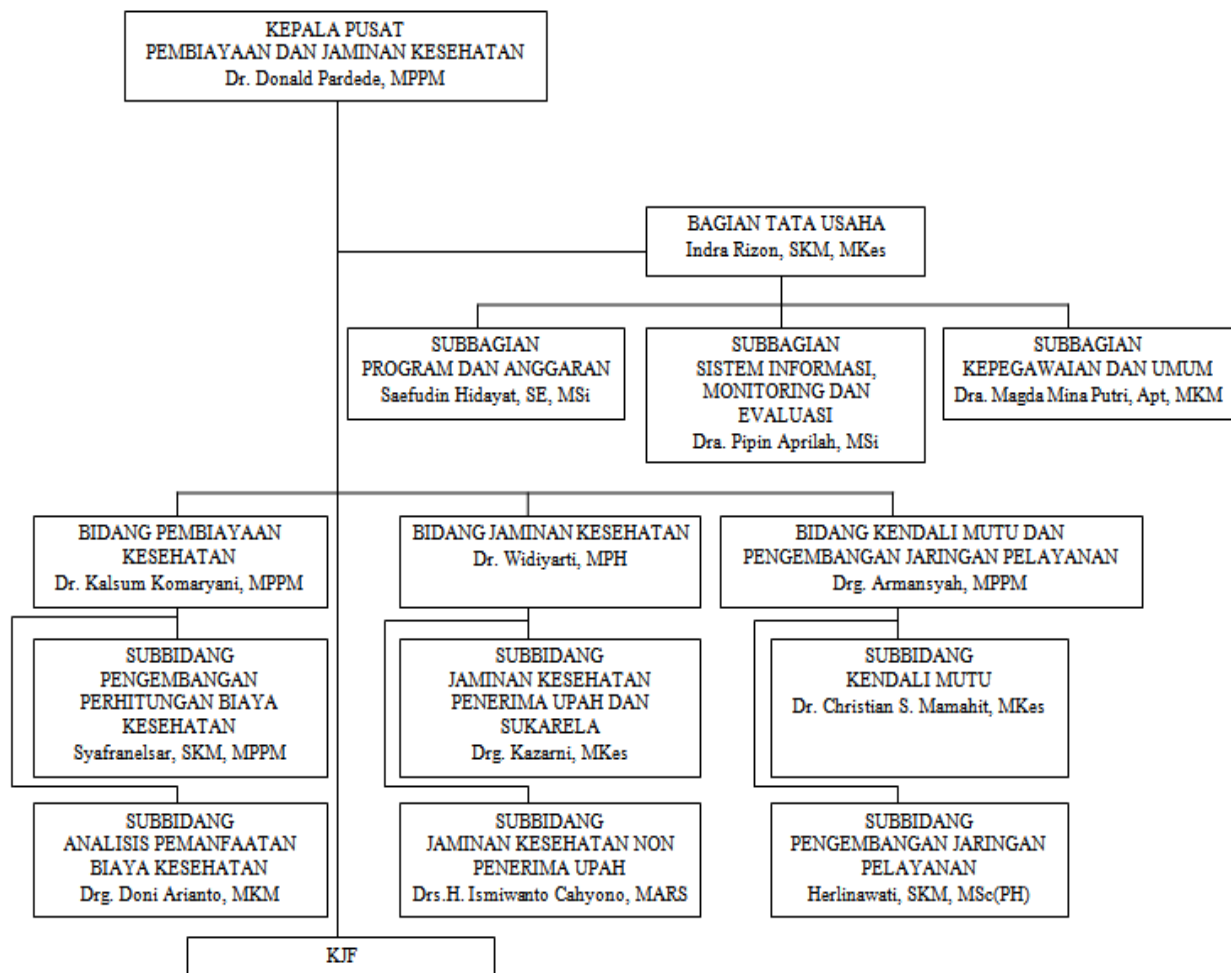 KEPALA PUSAT
PEMBIAYAAN DAN JAMINAN KESEHATAN
Dr. Donald Pardede, MPPM
BAGIAN TATA USAHA
Indra Rizon, SKM, MKes
SUBBAGIAN
PROGRAM DAN ANGGARAN
Saefudin Hidayat, SE, MSi
SUBBAGIAN
SISTEM INFORMASI,
MONITORING DAN
EVALUASI
Dra. Pipin Aprilah, MSi
SUBBAGIAN
KEPEGAWAIAN DAN UMUM
Dra. Magda Mina Putri, Apt, MKM
BIDANG PEMBIAYAAN
KESEHATAN
Dr. Kalsum Komaryani, MPPM
BIDANG JAMINAN KESEHATAN
Dr. Widiyarti, MPH
BIDANG KENDALI MUTU DAN
PENGEMBANGAN JARINGAN PELAYANAN
Drg. Armansyah, MPPM
SUBBIDANG
PENGEMBANGAN
PERHITUNGAN BIAYA
KESEHATAN
Syafranelsar, SKM, MPPM
SUBBIDANG
JAMINAN KESEHATAN
PENERIMA UPAH DAN
SUKARELA
Drg. Kazarni, MKes
SUBBIDANG
KENDALI MUTU
Dr. Christian S. Mamahit, MKes
SUBBIDANG
ANALISIS PEMANFAATAN
BIAYA KESEHATAN
Drg. Doni Arianto, MKM
SUBBIDANG
JAMINAN KESEHATAN NON
PENERIMA UPAH
Drs.H. Ismiwanto Cahyono, MARS
SUBBIDANG
PENGEMBANGAN JARINGAN
PELAYANAN
Herlinawati, SKM, MSc(PH)
KJF